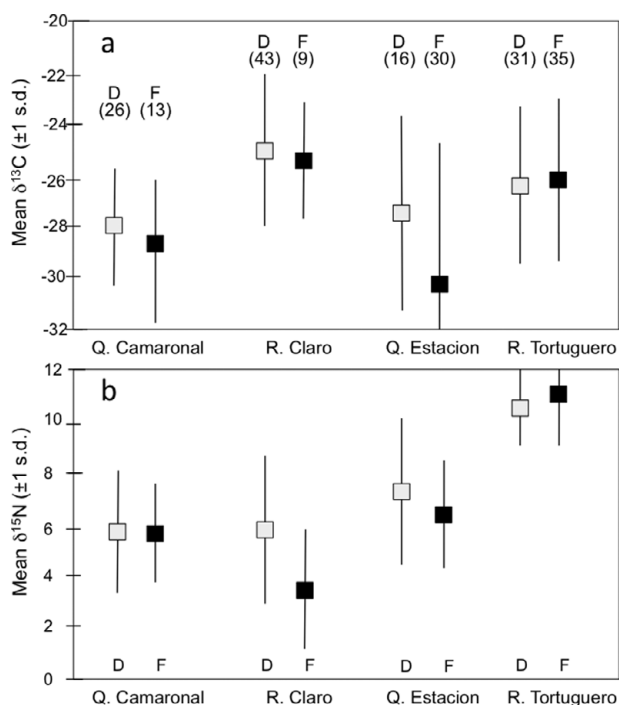 a
Mean δ13C (±1 s.d.)
-20
-22
-24
-26
-28
-30
-32
D F
(26) (13)
D F
(43) (9)
D F
(16) (30)
D F
(31) (35)
Q. Camaronal R. Claro Q. Estacion R. Tortuguero
b
Mean δ15N (±1 s.d.)
12
10
8
6
4
2
0
D F D F D F D F
Q. Camaronal R. Claro Q. Estacion R. Tortuguero